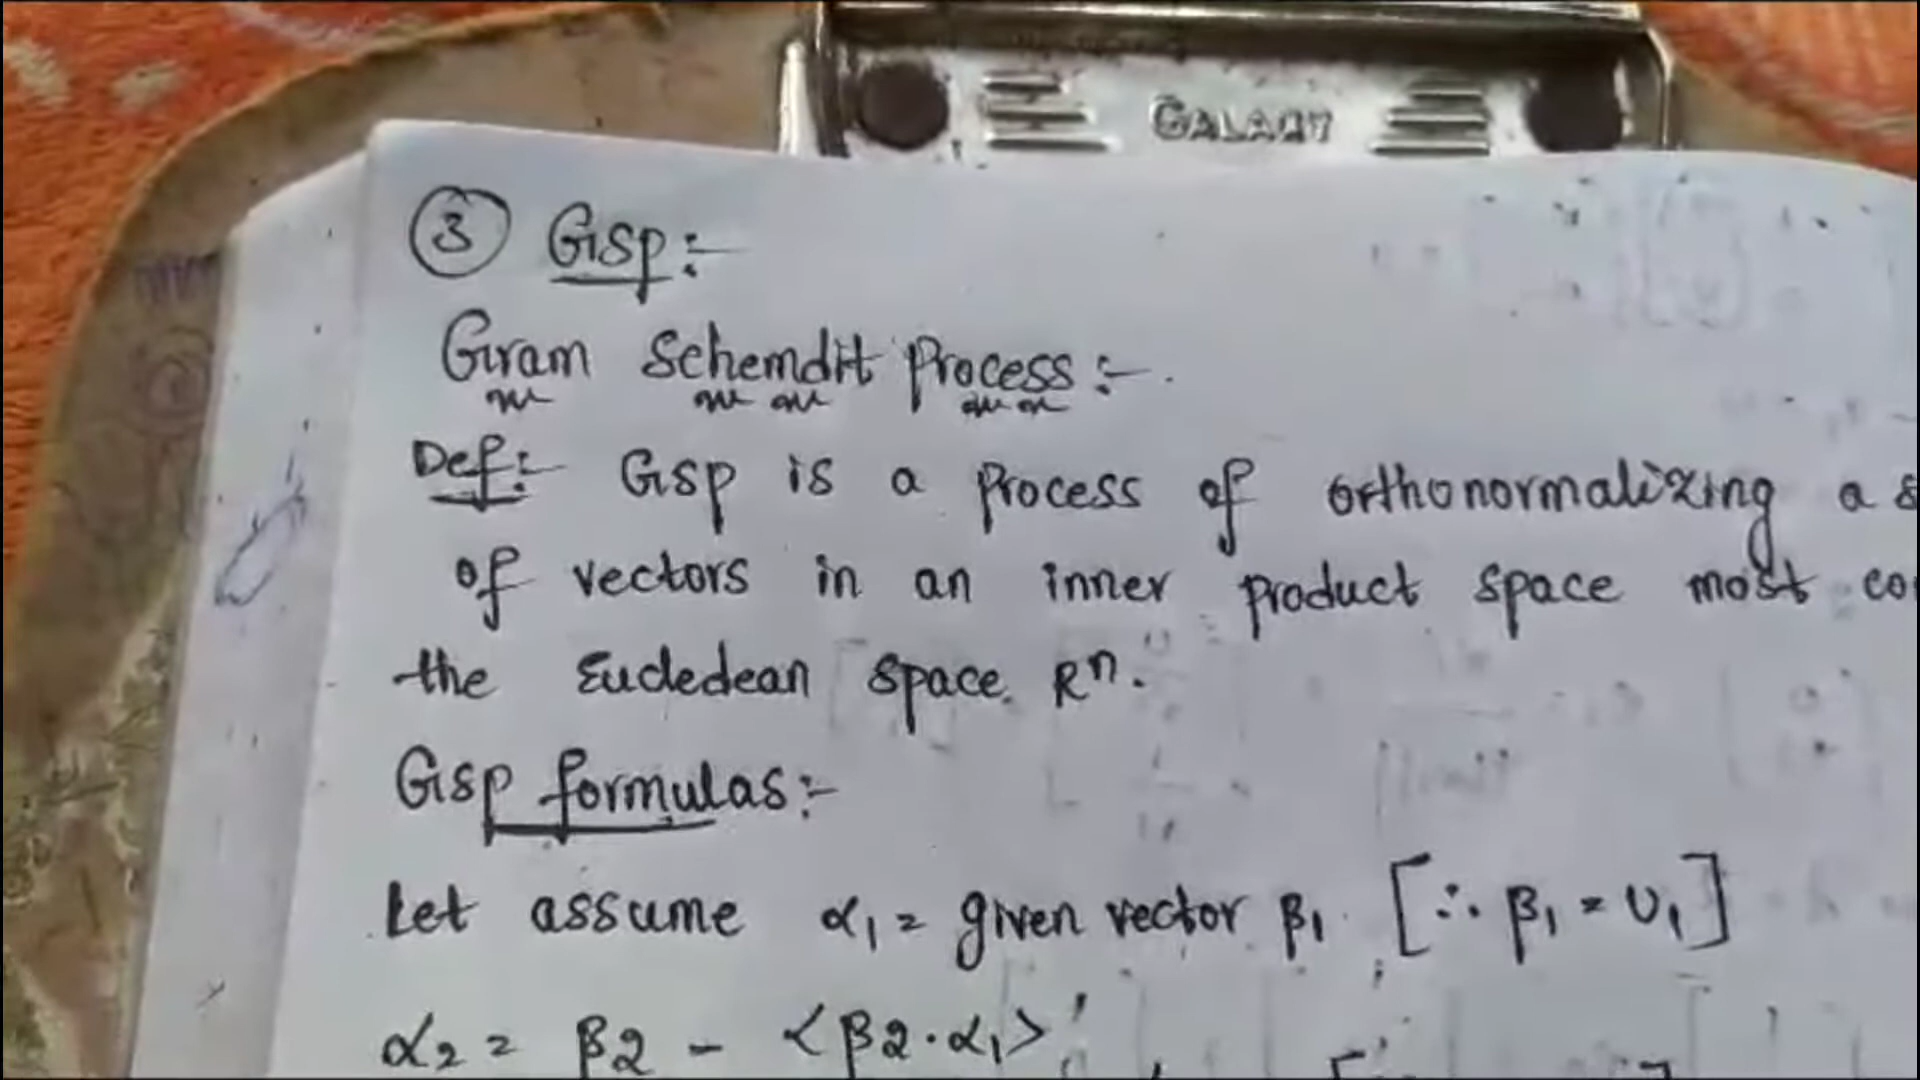 GALAXY
③ GSP:-
Gram Schemdit Process:-.
Def:- GSP is a process of orthonormalizing a
of vectors in an inner product space most
the Eucledean space. Rⁿ.
GSP formulas:-
Let assume α₁ = given vector β₁. [∴ β₁ = U₁]
α₂ = β₂ - <β₂.α₁>